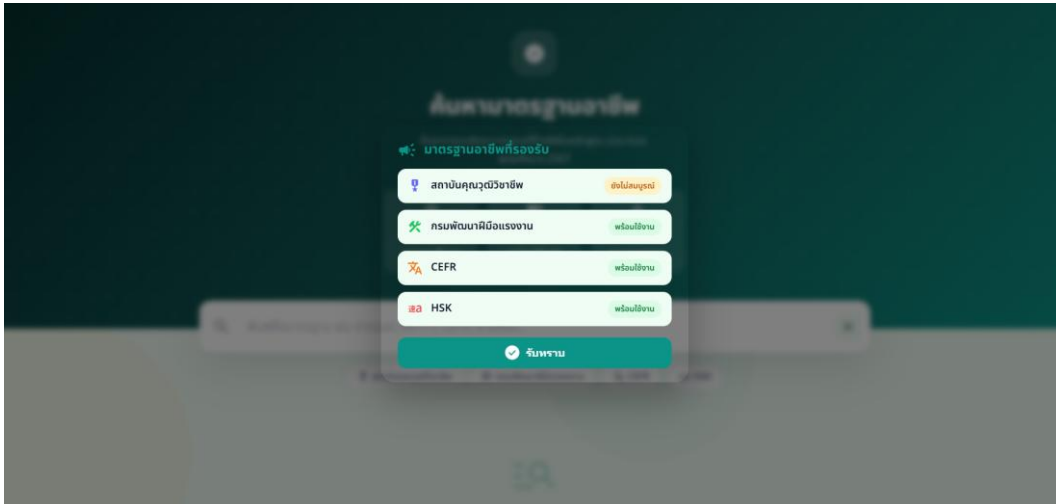 ค้นหามาตรฐานอาชีพ
มาตรฐานอาชีพที่รองรับ
สถาบันคุณวุฒิวิชาชีพ
ยังไม่สมบูรณ์
กรมพัฒนาฝีมือแรงงาน
พร้อมใช้งาน
CEFR
พร้อมใช้งาน
HSK
พร้อมใช้งาน
รับทราบ